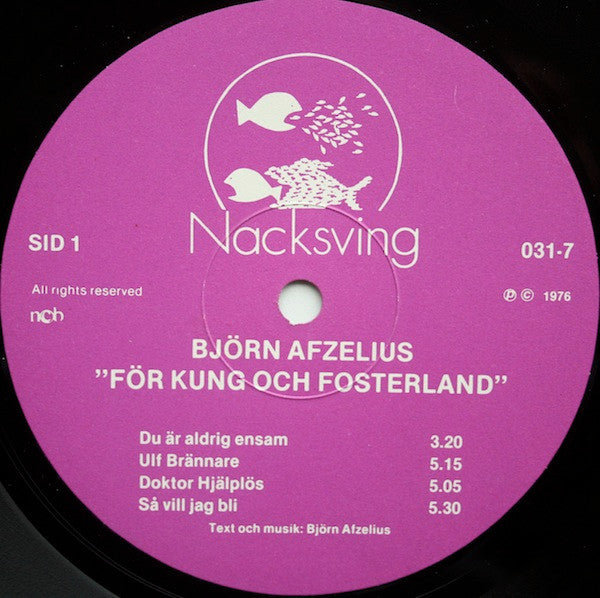 Nacksving
SID 1
031-7
All rights reserved
ncb
℗ © 1976
BJÖRN AFZELIUS
”FÖR KUNG OCH FOSTERLAND”
Du är aldrig ensam 3.20
Ulf Brännare 5.15
Doktor Hjälplös 5.05
Så vill jag bli 5.30
Text och musik: Björn Afzelius